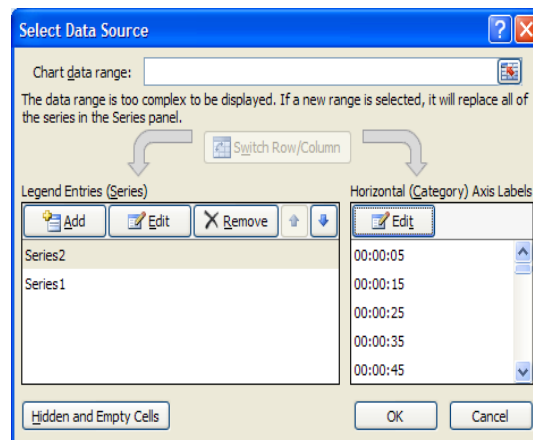 Select Data Source
Chart data range:
The data range is too complex to be displayed. If a new range is selected, it will replace all of
the series in the Series panel.
Switch Row/Column
Legend Entries (Series)
Horizontal (Category) Axis Labels
Add Edit Remove
Edit
Series2
Series1
00:00:05
00:00:15
00:00:25
00:00:35
00:00:45
Hidden and Empty Cells
OK Cancel